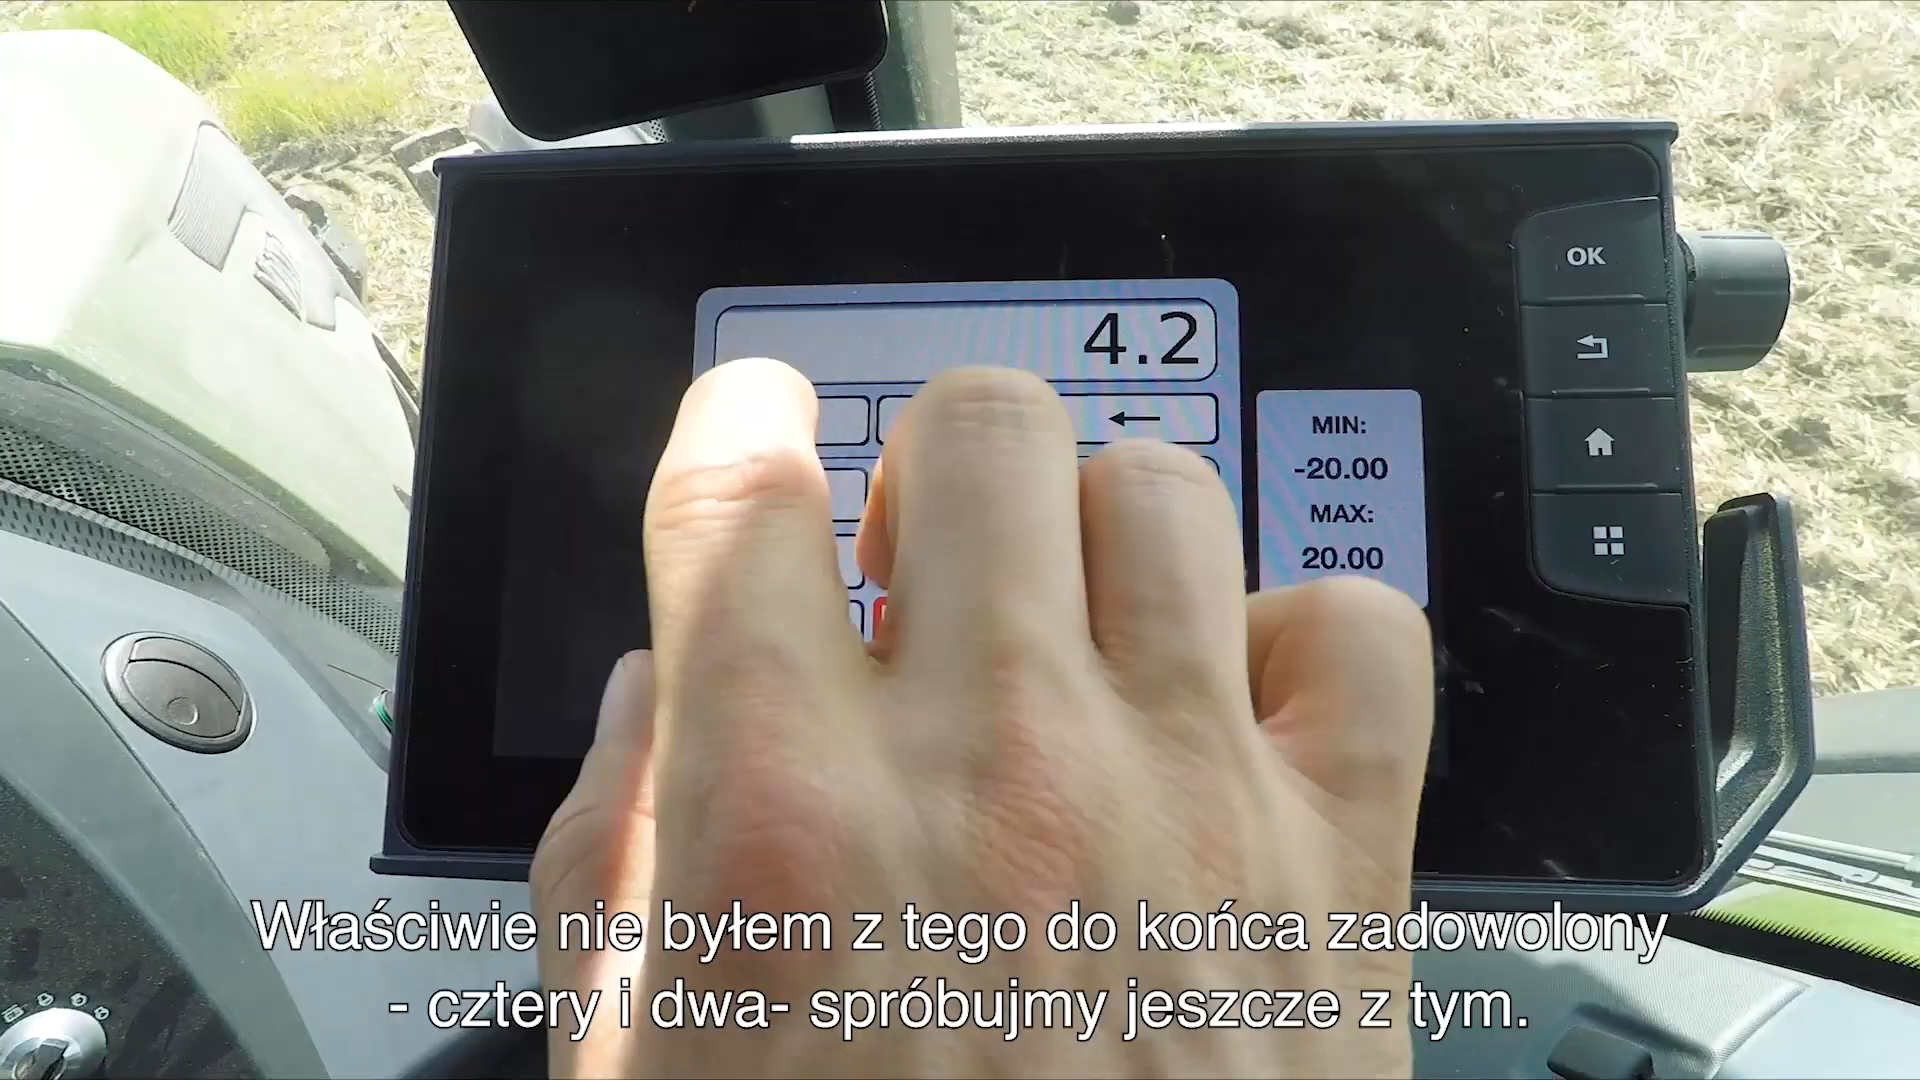 4.2
←
OK
MIN:
-20.00
MAX:
20.00
Właściwie nie byłem z tego do końca zadowolony
- cztery i dwa- spróbujmy jeszcze z tym.